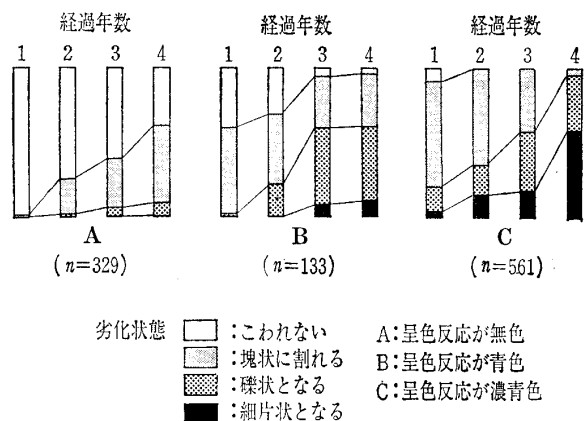 経過年数 経過年数 経過年数
1 2 3 4 1 2 3 4 1 2 3 4
A B C
(n=329) (n=133) (n=561)
劣化状態 :こわれない A:呈色反応が無色
:塊状に割れる B:呈色反応が青色
:礫状となる C:呈色反応が濃青色
:細片状となる